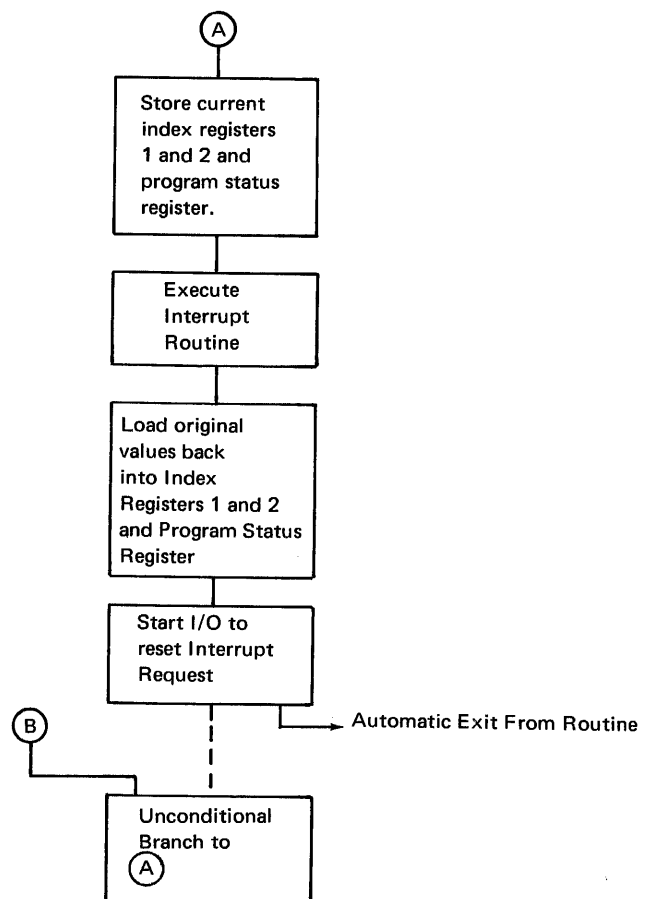 A
Store current
index registers
1 and 2 and
program status
register.
Execute
Interrupt
Routine
Load original
values back
into Index
Registers 1 and 2
and Program Status
Register
Start I/O to
reset Interrupt
Request
Automatic Exit From Routine
B
Unconditional
Branch to
A